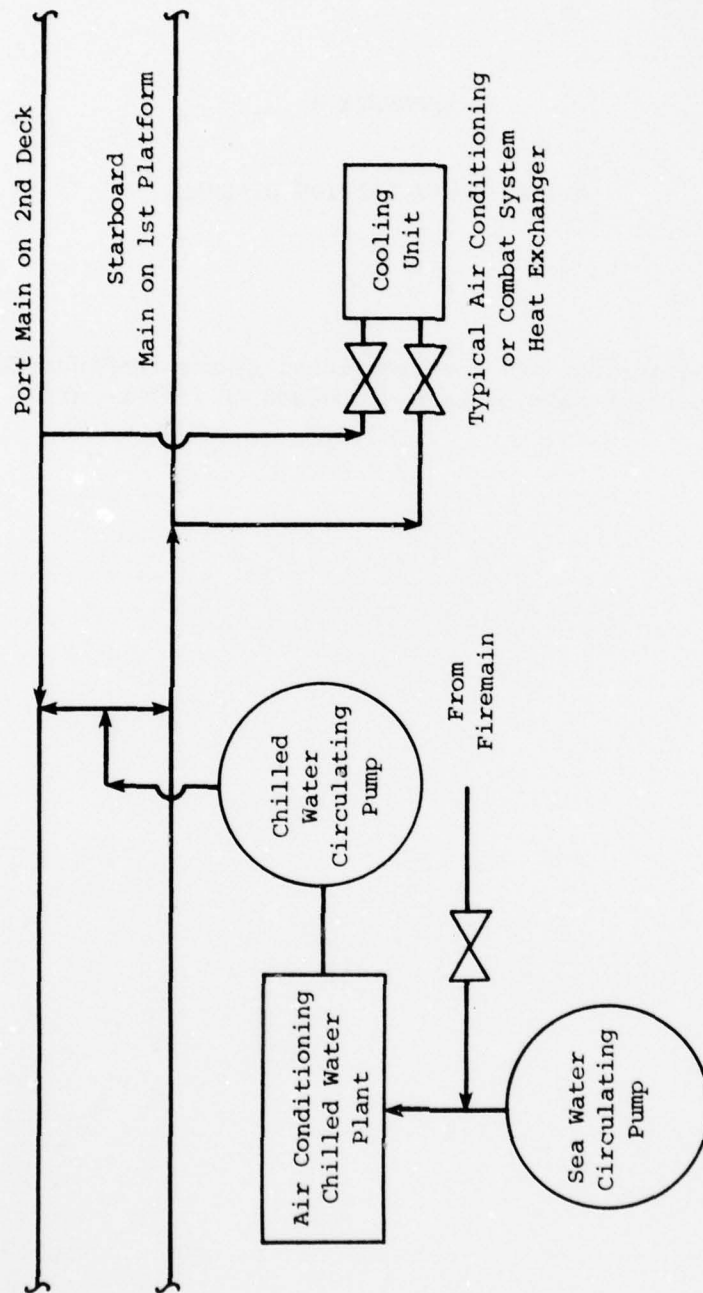 Port Main on 2nd Deck
Starboard
Main on 1st Platform
Cooling
Unit
Typical Air Conditioning
or Combat System
Heat Exchanger
Chilled
Water
Circulating
Pump
From
Firemain
Air Conditioning
Chilled Water
Plant
Sea Water
Circulating
Pump